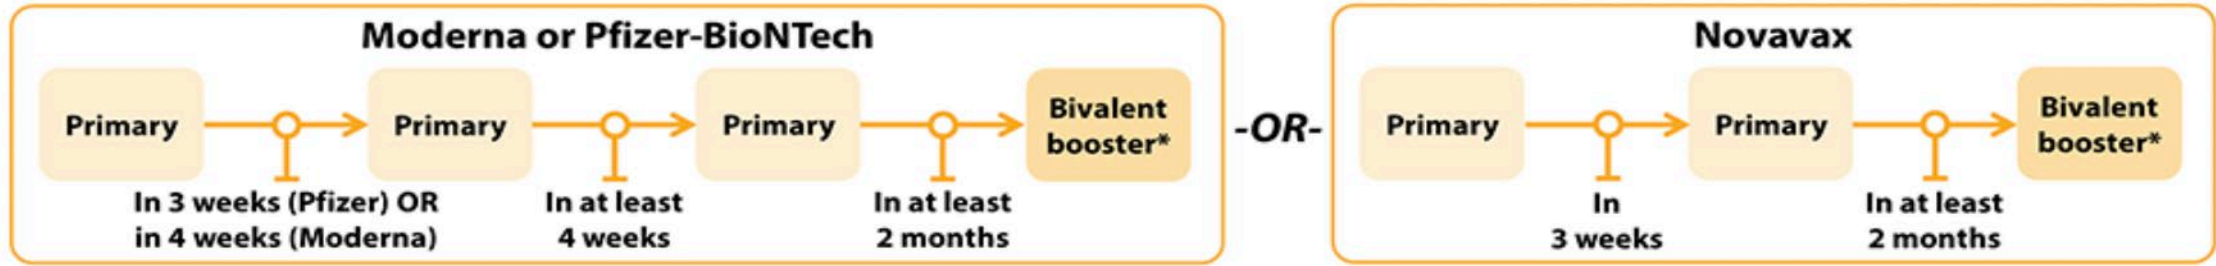 Moderna or Pfizer-BioNTech
Primary
In 3 weeks (Pfizer) OR
in 4 weeks (Moderna)
Primary
In at least
4 weeks
Primary
In at least
2 months
Bivalent
booster*
-OR-
Novavax
Primary
In
3 weeks
Primary
In at least
2 months
Bivalent
booster*